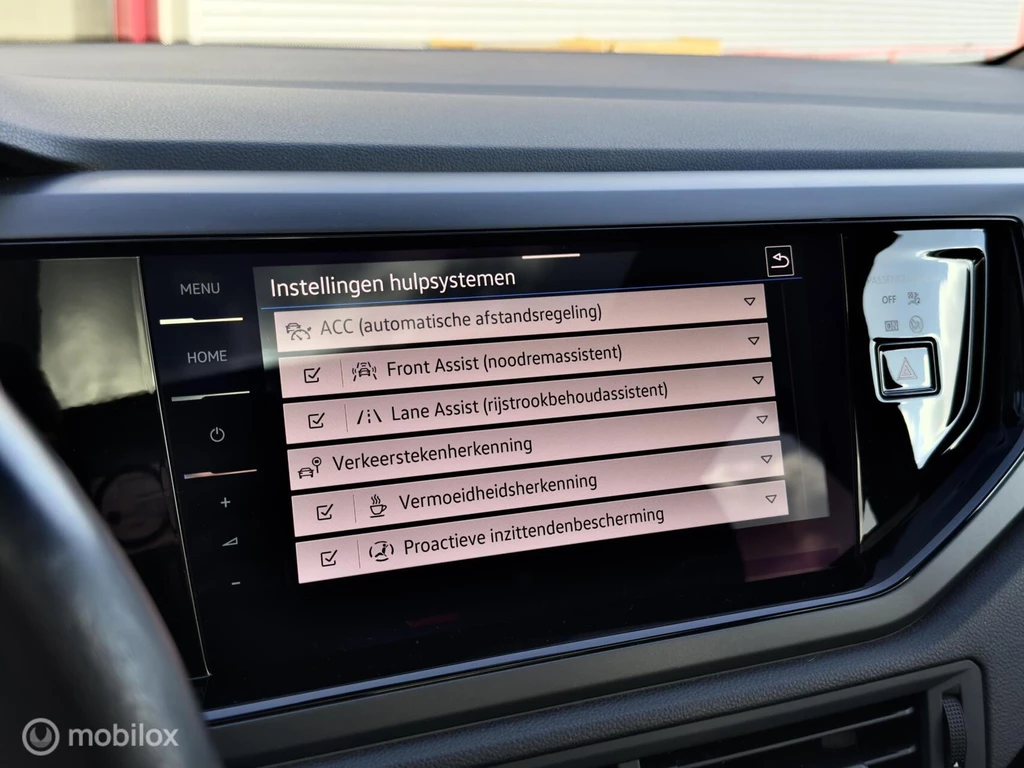 MENU
HOME
+
-
Instellingen hulpsystemen
ACC (automatische afstandsregeling)
Front Assist (noodremassistent)
Lane Assist (rijstrookbehoudassistent)
Verkeerstekenherkenning
Vermoeidheidsherkenning
Proactieve inzittendenbescherming
OFF
mobilox